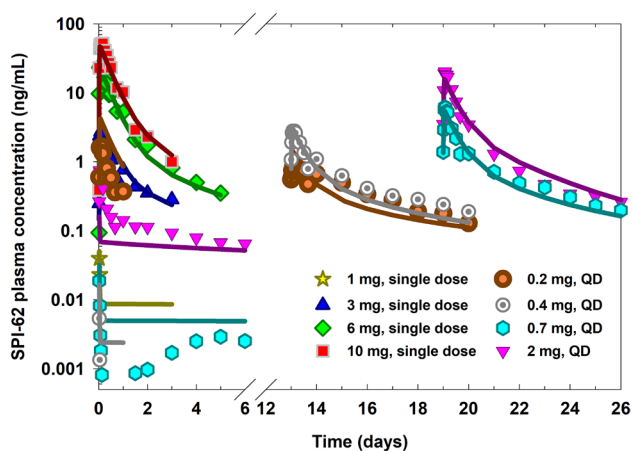 SPI-62 plasma concentration (ng/mL)
100
10
1
0.1
0.01
0.001
0 2 4 6 12 14 16 18 20 22 24 26
Time (days)
1 mg, single dose
3 mg, single dose
6 mg, single dose
10 mg, single dose
0.2 mg, QD
0.4 mg, QD
0.7 mg, QD
2 mg, QD